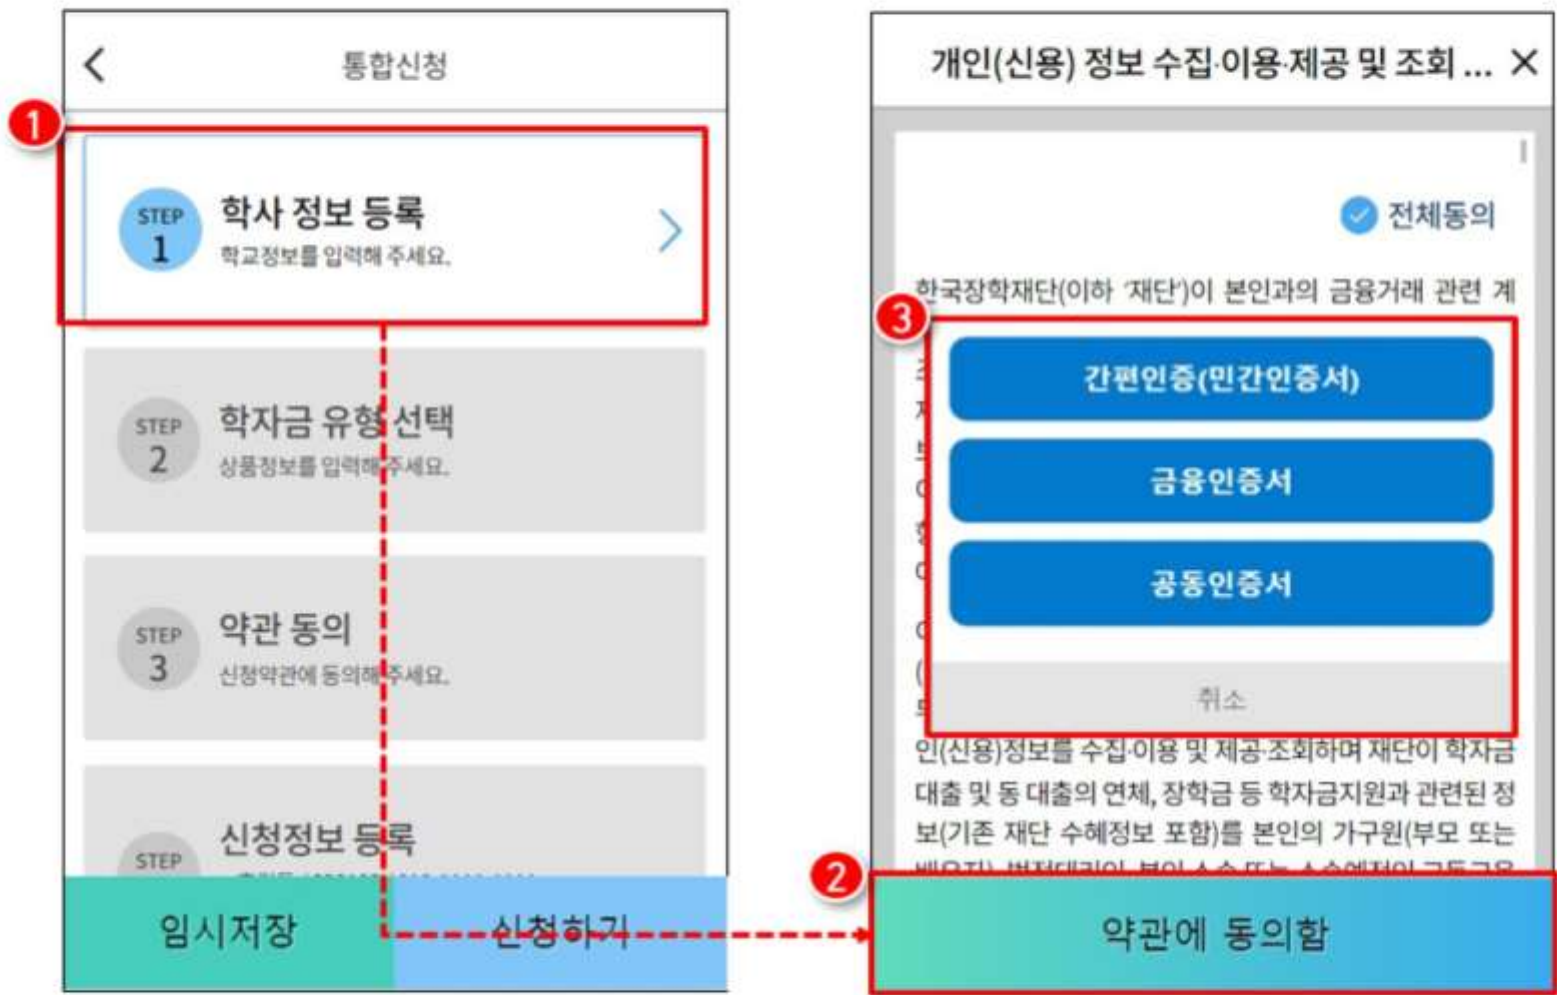 통합신청
1
STEP
1
학사 정보 등록
학교정보를 입력해 주세요.
STEP
2
학자금 유형 선택
상품정보를 입력해 주세요.
STEP
3
약관 동의
신청약관에 동의해 주세요.
STEP
신청정보 등록
임시저장
신청하기
개인(신용) 정보 수집·이용·제공 및 조회 ...
전체동의
한국장학재단(이하 ‘재단’)이 본인과의 금융거래 관련 계
3
간편인증(민간인증서)
금융인증서
공동인증서
취소
인(신용)정보를 수집·이용 및 제공·조회하며 재단이 학자금
대출 및 동 대출의 연체, 장학금 등 학자금지원과 관련된 정
보(기존 재단 수혜정보 포함)를 본인의 가구원(부모 또는
2
약관에 동의함